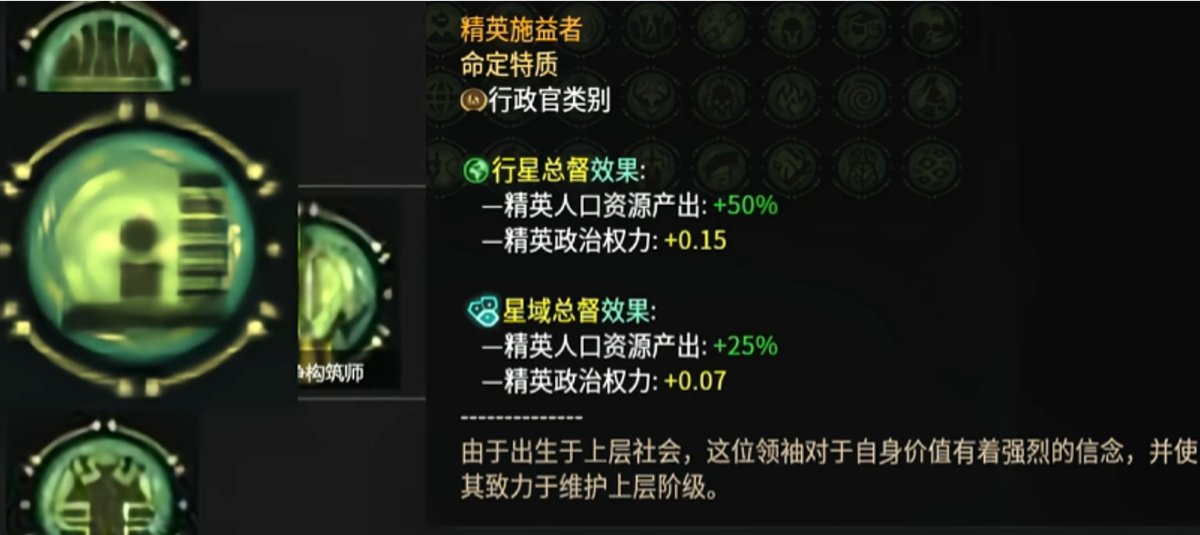 精英施益者
命定特质
行政官类别
行星总督效果:
—精英人口资源产出: +50%
—精英政治权力: +0.15
星域总督效果:
—精英人口资源产出: +25%
—精英政治权力: +0.07
--------------
由于出生于上层社会，这位领袖对于自身价值有着强烈的信念，并使
其致力于维护上层阶级。
构筑师